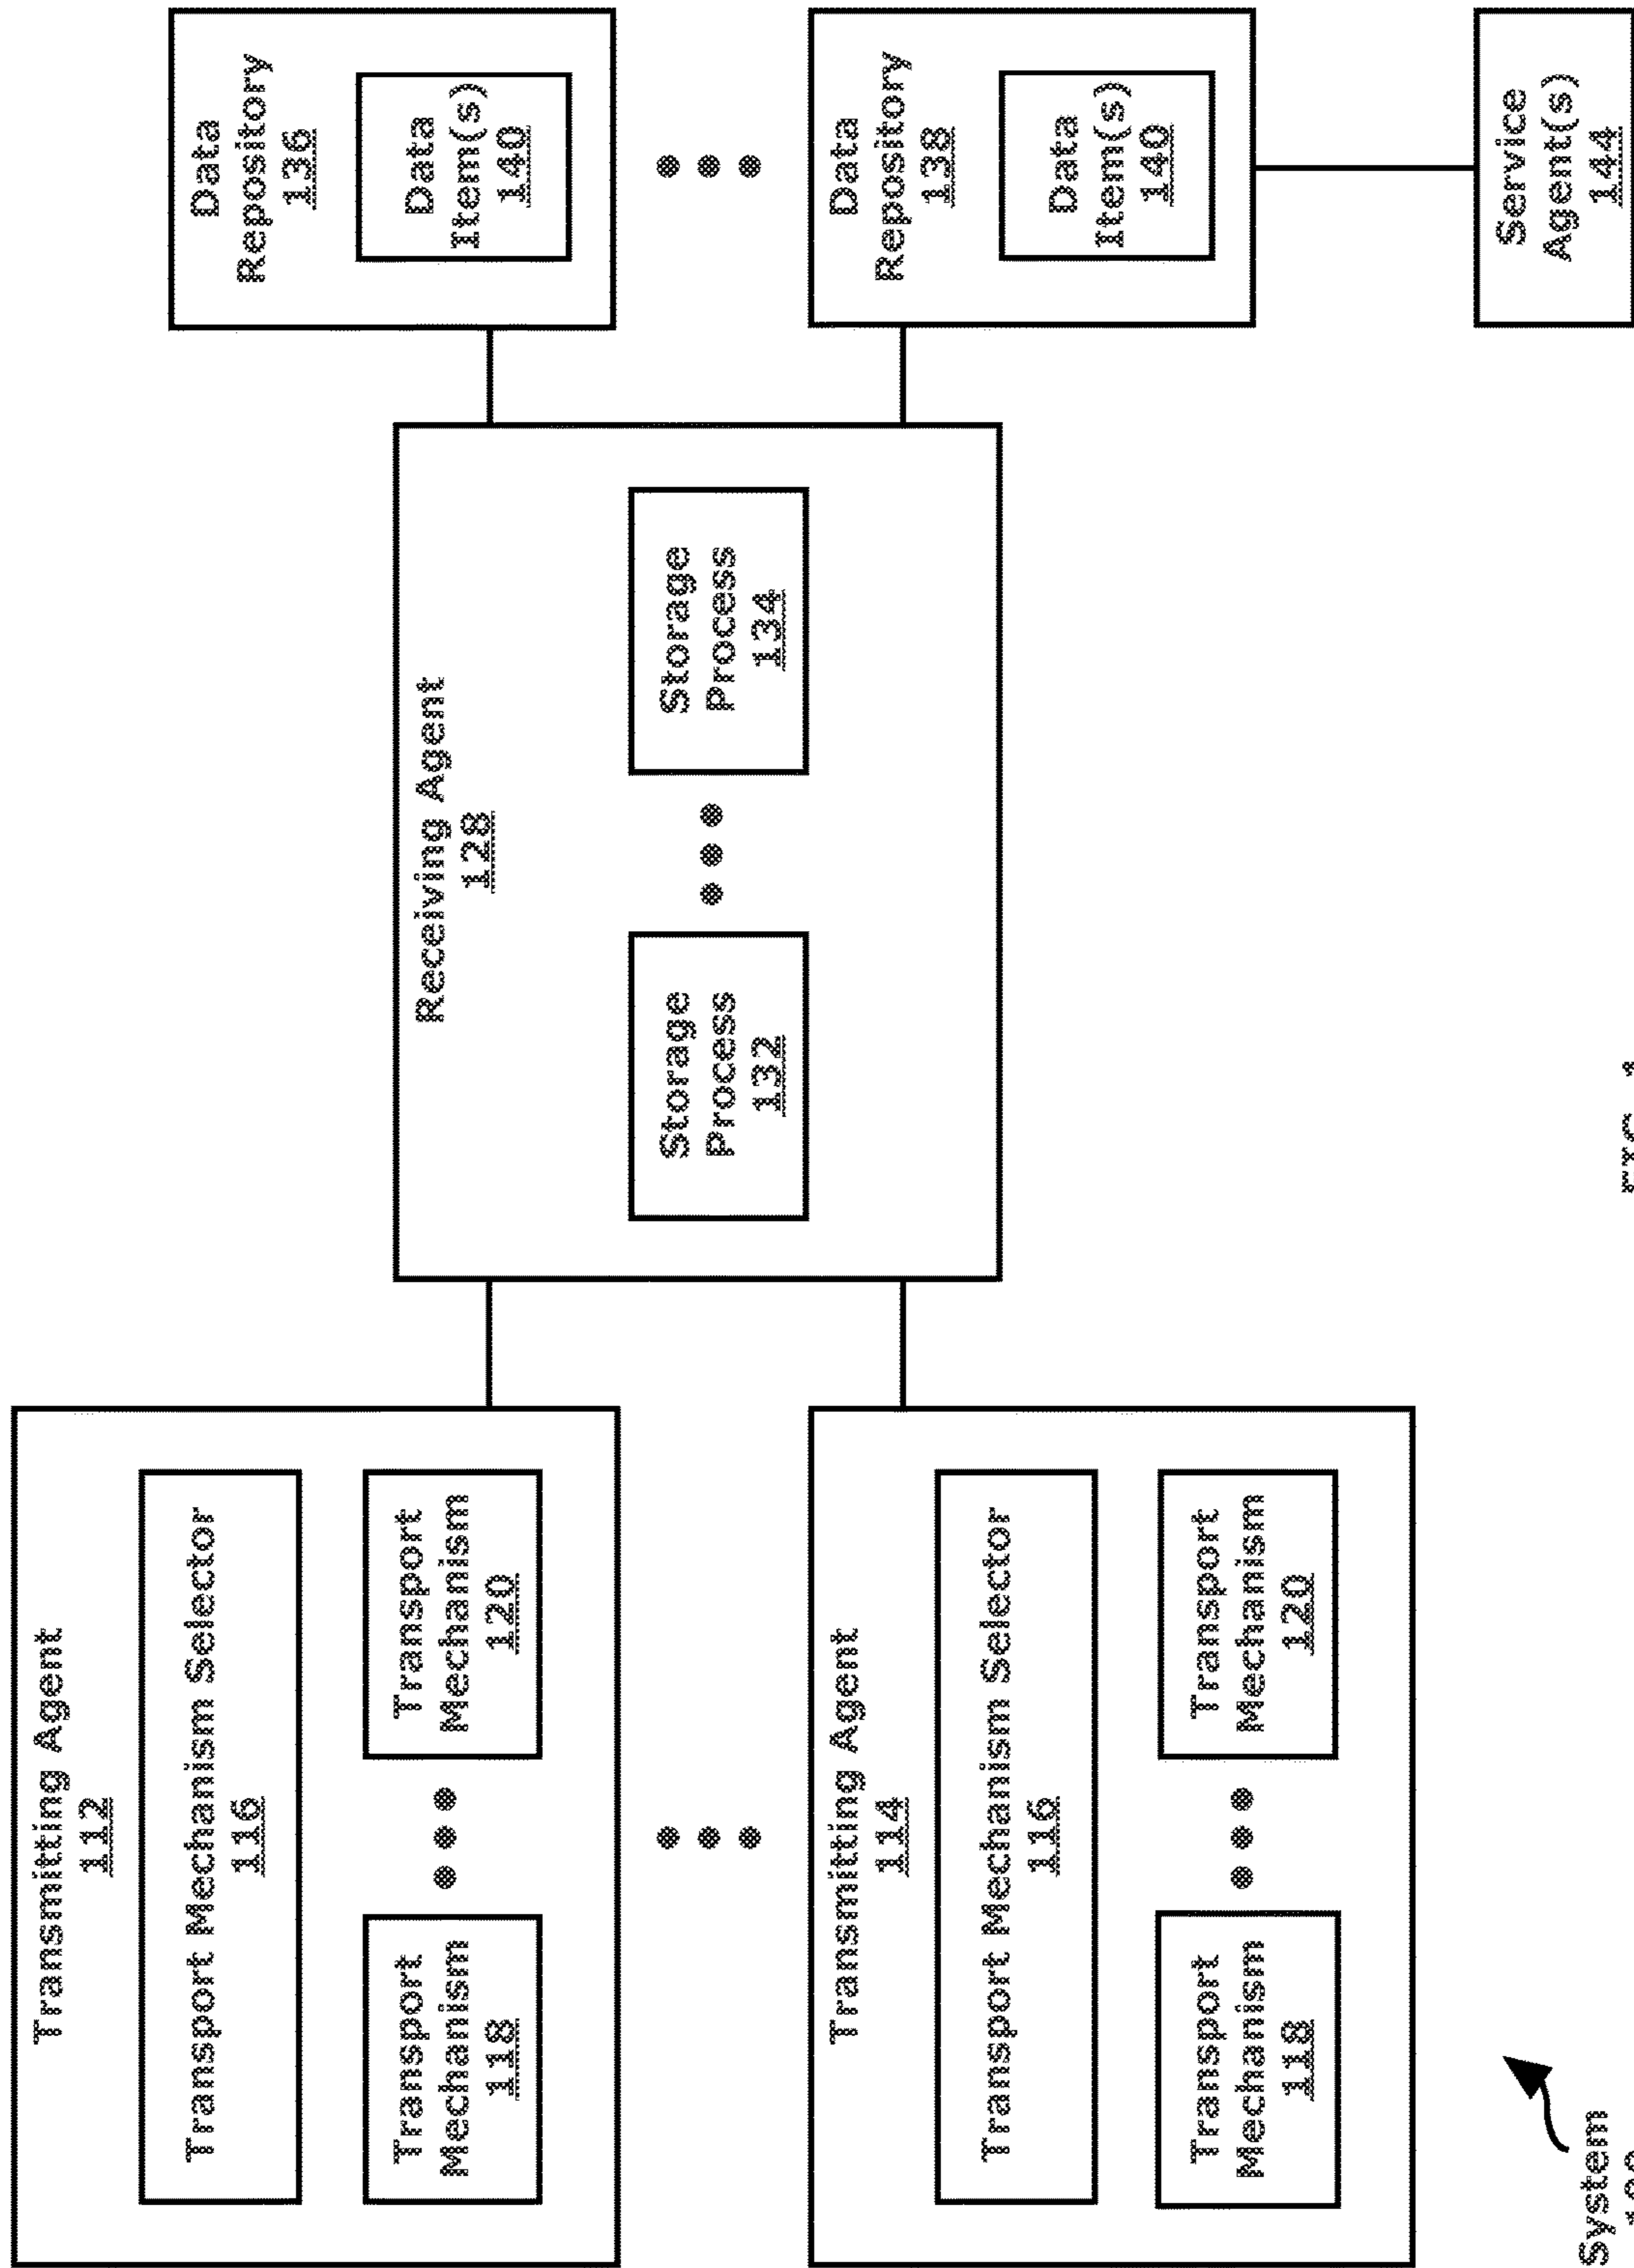 Transmitting Agent
112
Transport Mechanism Selector
116
Transport
Mechanism
118
Transport
Mechanism
120
Transmitting Agent
114
Transport Mechanism Selector
116
Transport
Mechanism
118
Transport
Mechanism
120
Receiving Agent
128
Storage
Process
132
Storage
Process
134
Data
Repository
136
Data
Item(s)
140
Data
Repository
138
Data
Item(s)
140
Service
Agent(s)
144
System